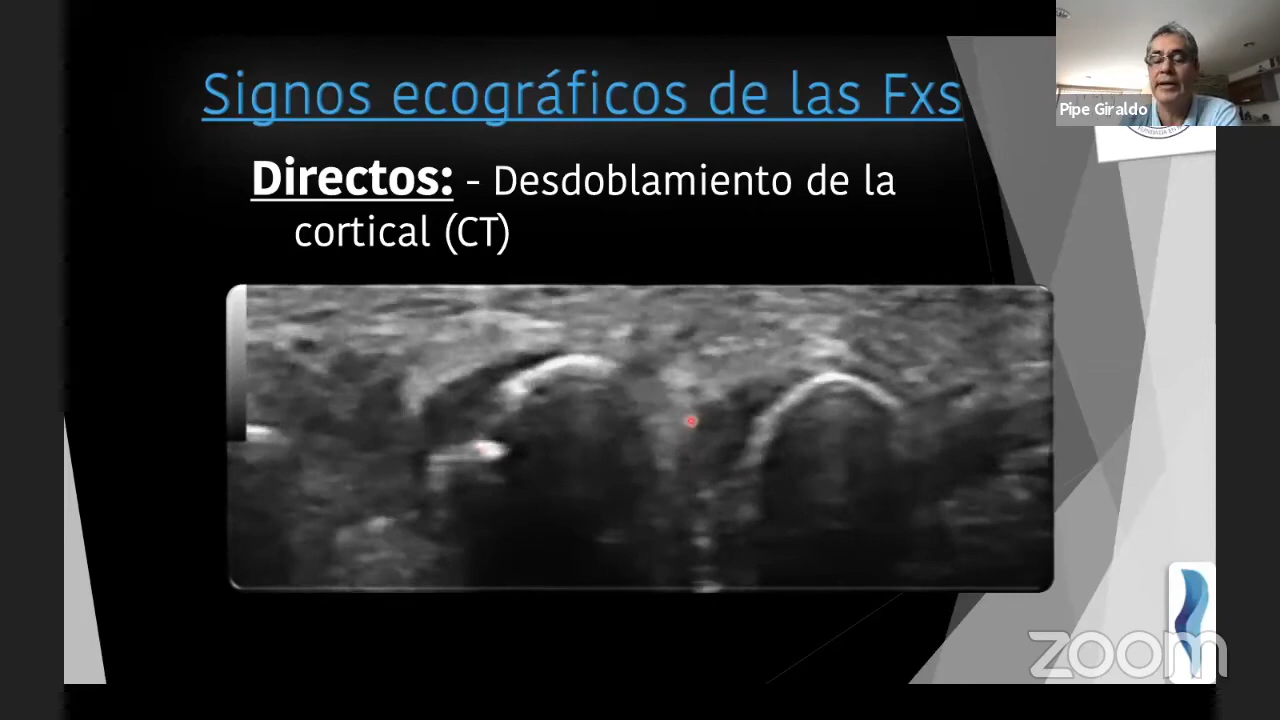 Signos ecográficos de las Fxs
Directos: - Desdoblamiento de la
cortical (CT)
Pipe Giraldo
zoom